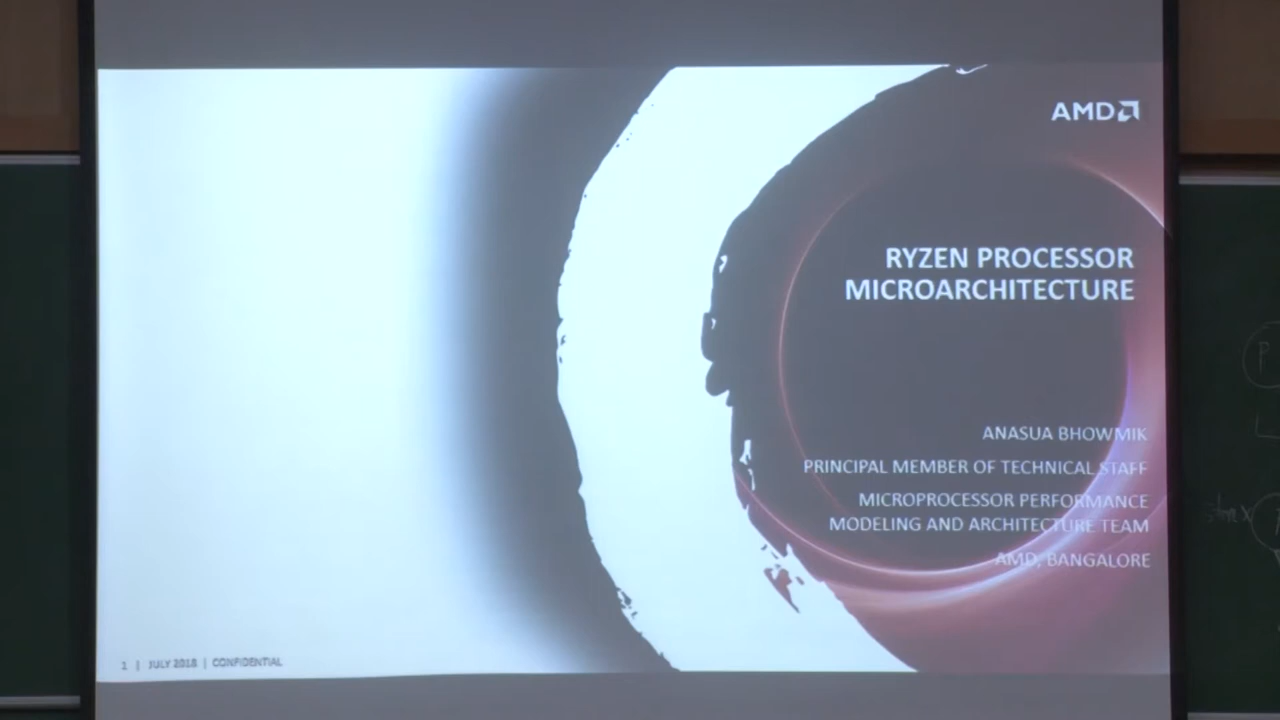 AMD
RYZEN PROCESSOR
MICROARCHITECTURE
ANASUA BHOWMIK
PRINCIPAL MEMBER OF TECHNICAL STAFF
MICROPROCESSOR PERFORMANCE
MODELING AND ARCHITECTURE TEAM
AMD, BANGALORE
1 | JULY 2018 | CONFIDENTIAL